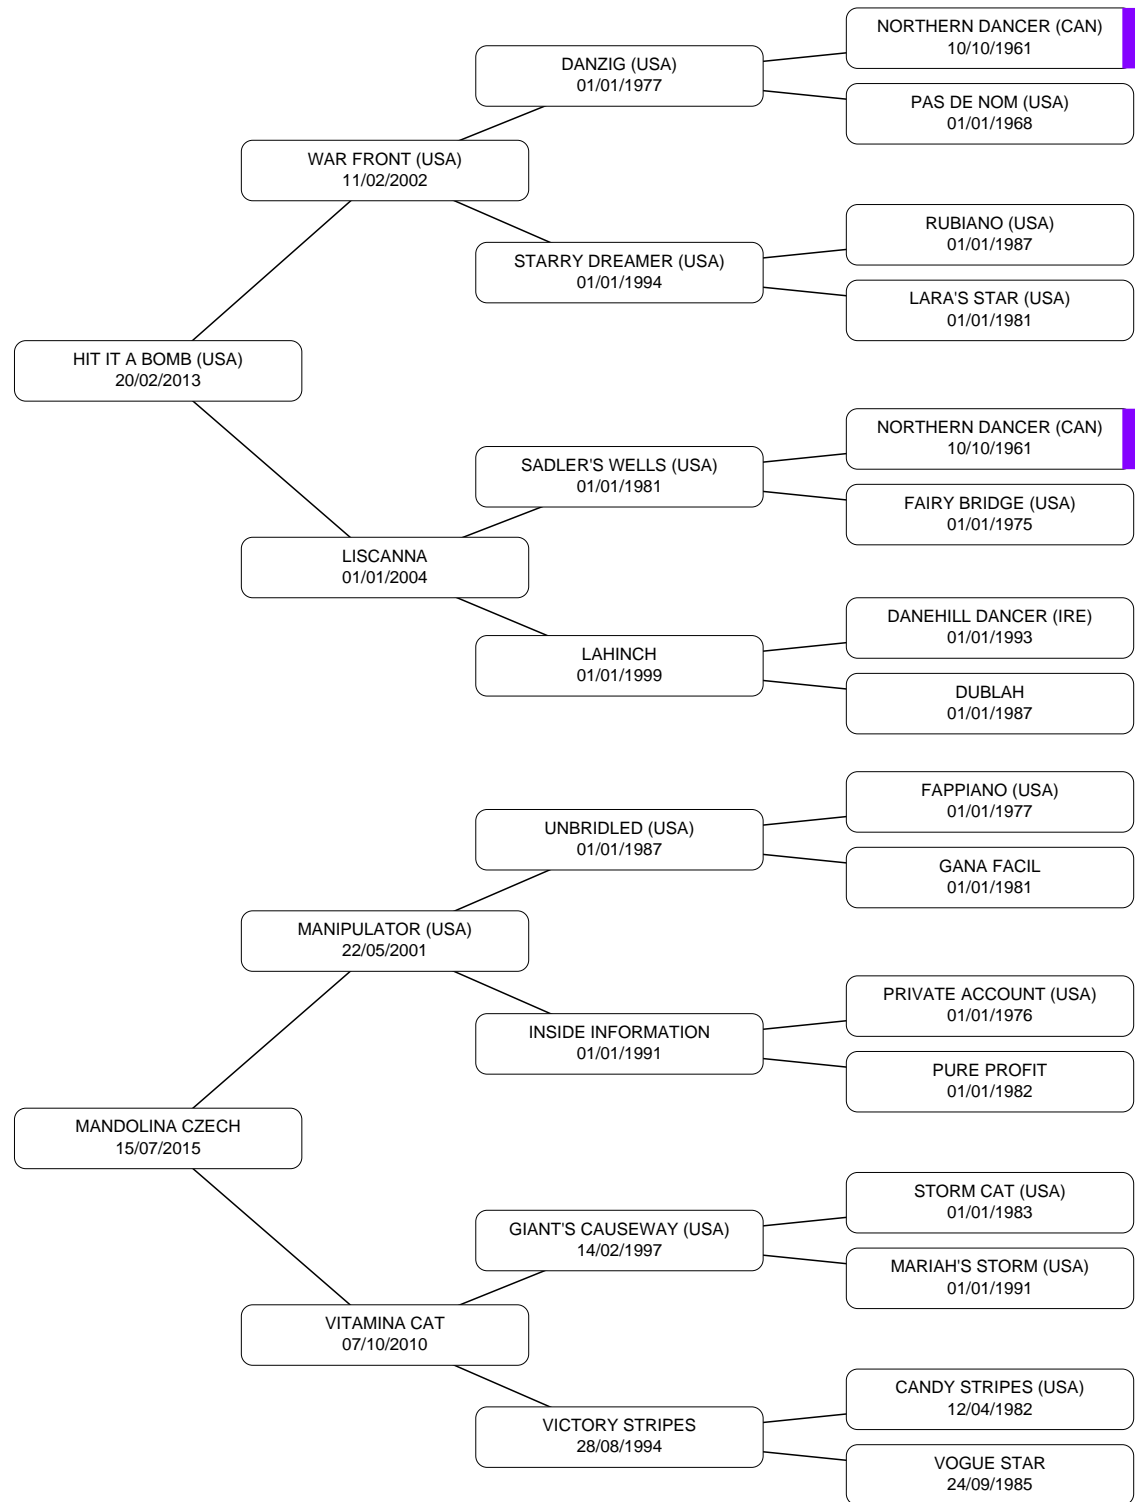 NORTHERN DANCER (CAN)
10/10/1961
DANZIG (USA)
01/01/1977
PAS DE NOM (USA)
01/01/1968
WAR FRONT (USA)
11/02/2002
RUBIANO (USA)
01/01/1987
STARRY DREAMER (USA)
01/01/1994
LARA'S STAR (USA)
01/01/1981
HIT IT A BOMB (USA)
20/02/2013
NORTHERN DANCER (CAN)
10/10/1961
SADLER'S WELLS (USA)
01/01/1981
FAIRY BRIDGE (USA)
01/01/1975
LISCANNA
01/01/2004
DANEHILL DANCER (IRE)
01/01/1993
LAHINCH
01/01/1999
DUBLAH
01/01/1987
FAPPIANO (USA)
01/01/1977
UNBRIDLED (USA)
01/01/1987
GANA FACIL
01/01/1981
MANIPULATOR (USA)
22/05/2001
PRIVATE ACCOUNT (USA)
01/01/1976
INSIDE INFORMATION
01/01/1991
PURE PROFIT
01/01/1982
MANDOLINA CZECH
15/07/2015
STORM CAT (USA)
01/01/1983
GIANT'S CAUSEWAY (USA)
14/02/1997
MARIAH'S STORM (USA)
01/01/1991
VITAMINA CAT
07/10/2010
CANDY STRIPES (USA)
12/04/1982
VICTORY STRIPES
28/08/1994
VOGUE STAR
24/09/1985